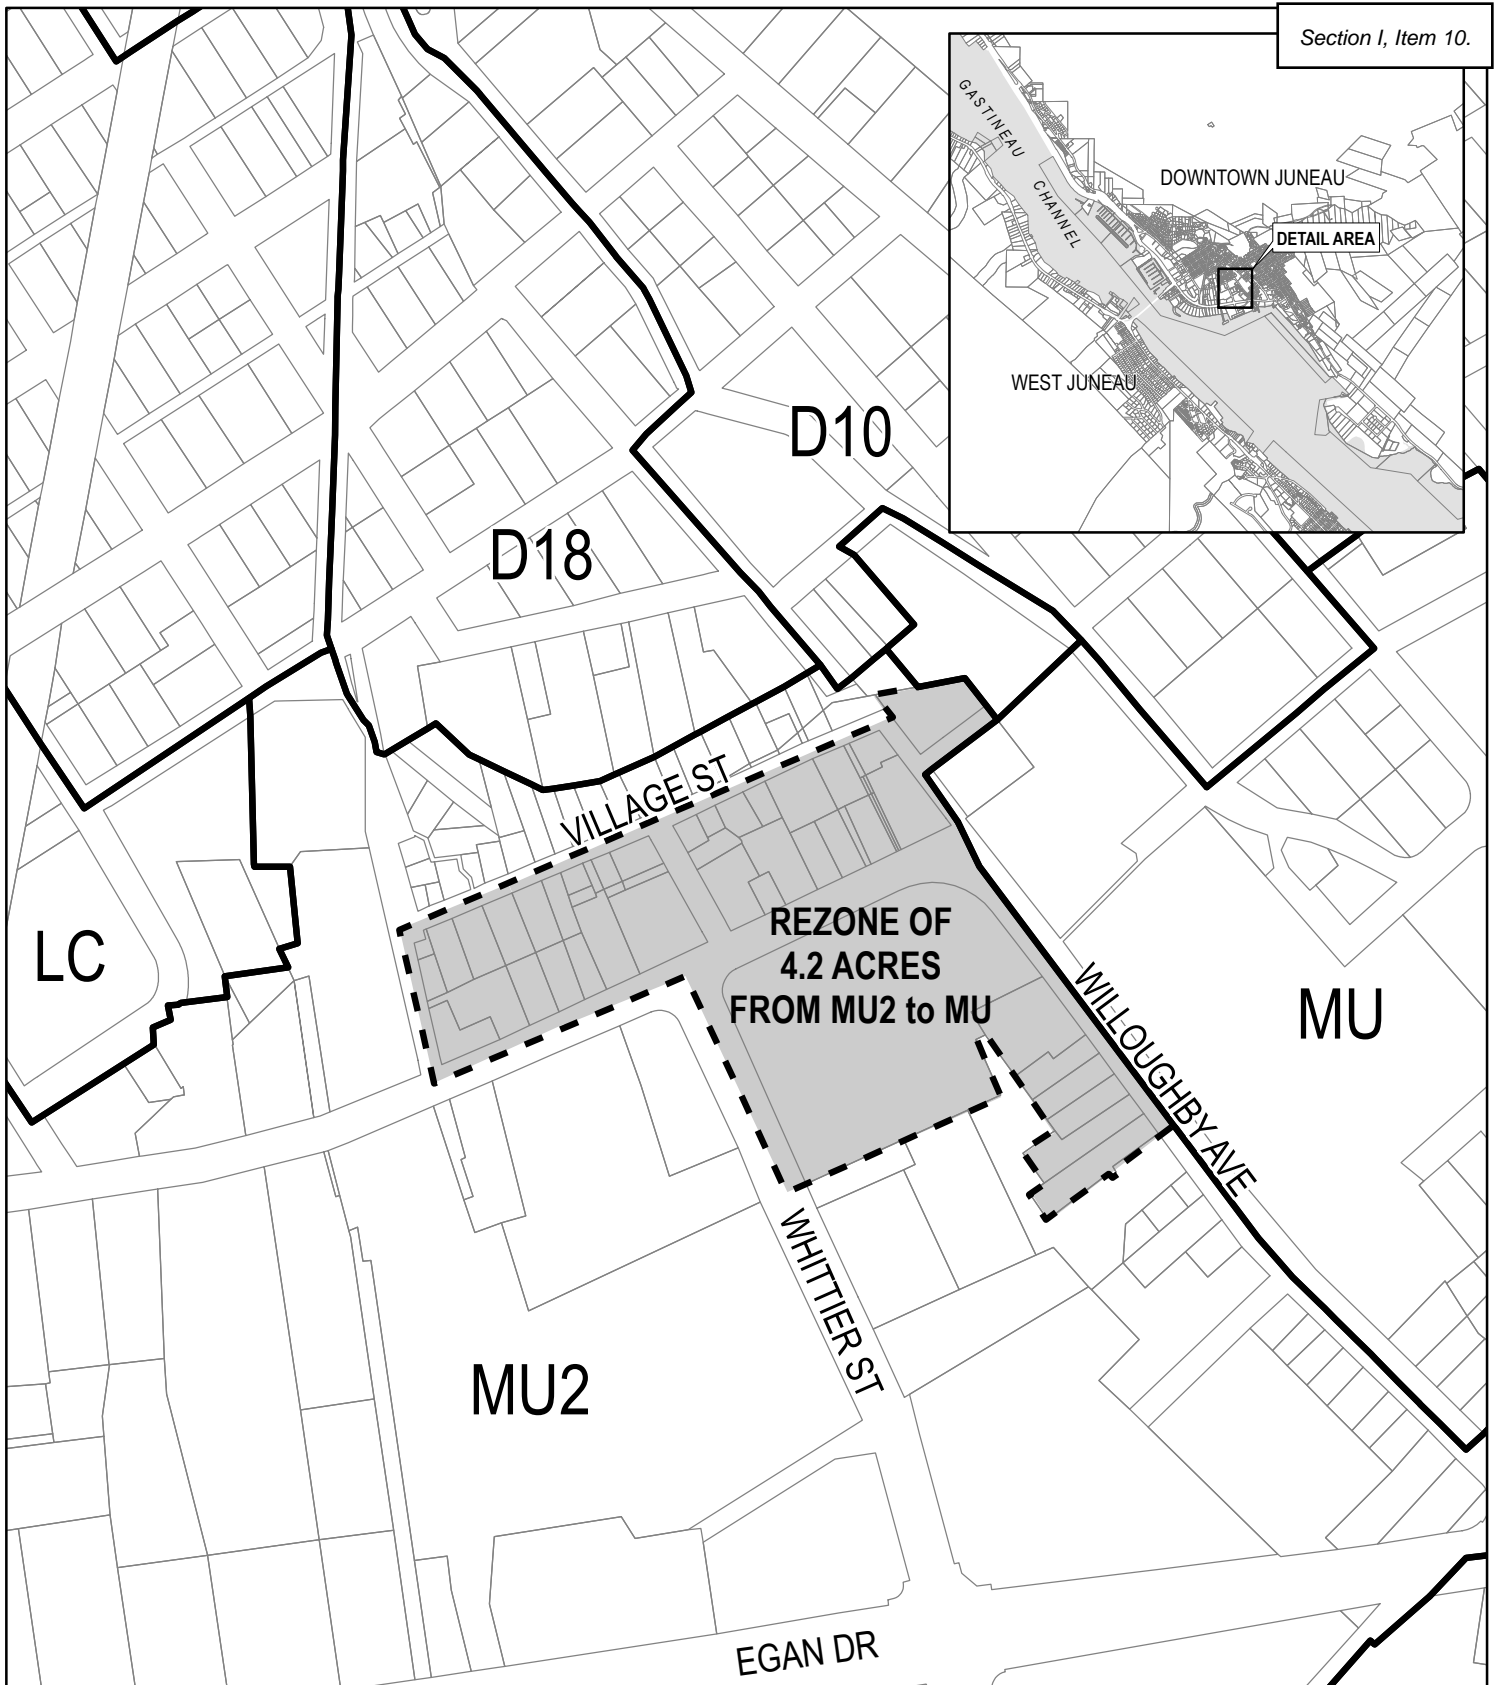 Section I, Item 10.
GASTINEAU
CHANNEL
DOWNTOWN JUNEAU
DETAIL AREA
WEST JUNEAU
D10
D18
VILLAGE ST
LC
REZONE OF
4.2 ACRES
FROM MU2 to MU
WILLOUGHBY AVE
MU
WHITTIER ST
MU2
EGAN DR